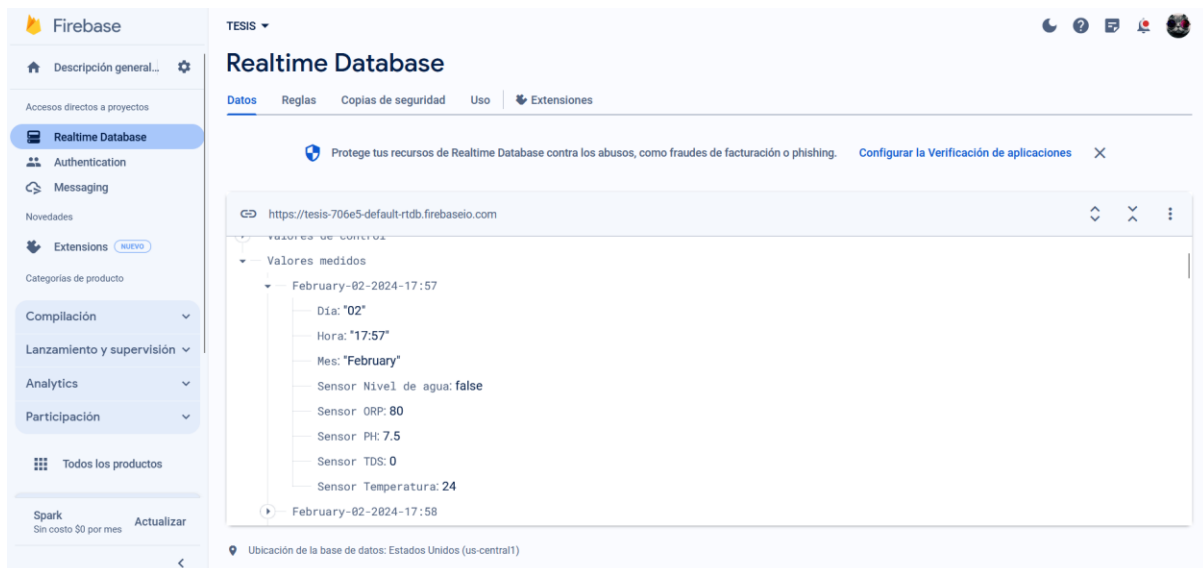 Firebase
Descripción general...
Accesos directos a proyectos
Realtime Database
Authentication
Messaging
Novedades
Extensions NUEVO
Categorías de producto
Compilación
Lanzamiento y supervisión
Analytics
Participación
Todos los productos
Spark
Sin costo $0 por mes
Actualizar
TESIS
Realtime Database
Datos Reglas Copias de seguridad Uso Extensiones
Protege tus recursos de Realtime Database contra los abusos, como fraudes de facturación o phishing. Configurar la Verificación de aplicaciones
https://tesis-706e5-default-rtdb.firebaseio.com
Valores de control
Valores medidos
February-02-2024-17:57
Día: "02"
Hora: "17:57"
Mes: "February"
Sensor Nivel de agua: false
Sensor ORP: 80
Sensor PH: 7.5
Sensor TDS: 0
Sensor Temperatura: 24
February-02-2024-17:58
Ubicación de la base de datos: Estados Unidos (us-central1)